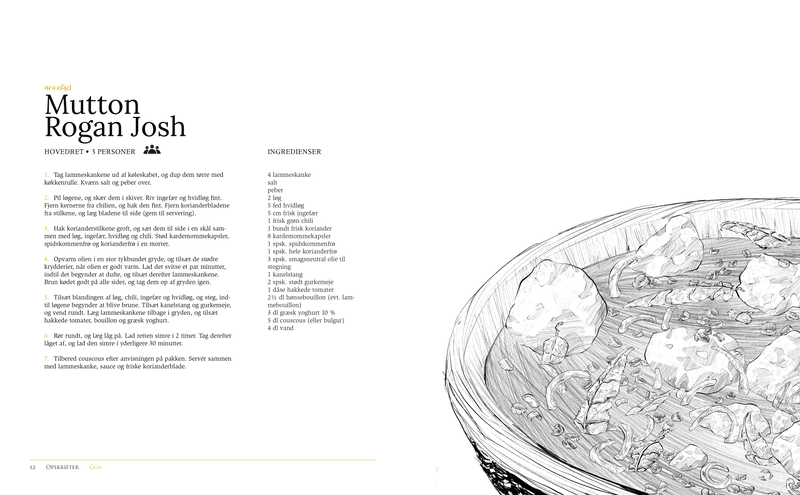 Mutton
Rogan Josh
HOVEDRET • 3 PERSONER
1. Tag lammeskankene ud af køleskabet, og dup dem tørre med
køkkenrulle. Kværn salt og peber over.
2. Pil løgene, og skær dem i skiver. Riv ingefær og hvidløg fint.
Fjern kernerne fra chilien, og hak den fint. Fjern korianderbladene
fra stilkene, og læg bladene til side (gem til servering).
3. Hak korianderstilkene groft, og sæt dem til side i en skål sam-
men med løg, ingefær, hvidløg og chili. Stød kardemommekapsler,
spidskommenfrø og korianderfrø i en morter.
4. Opvarm olien i en stor tykbundet gryde, og tilsæt de stødte
krydderier, når olien er godt varm. Lad det svitse et par minutter,
indtil det begynder at dufte, og tilsæt derefter lammeskankene.
Brun kødet godt på alle sider, og tag dem op af gryden igen.
5. Tilsæt blandingen af løg, chili, ingefær og hvidløg, og steg, ind-
til løgene begynder at blive brune. Tilsæt kanelstang og gurkemeje,
og vend rundt. Læg lammeskankene tilbage i gryden, og tilsæt
hakkede tomater, bouillon og græsk yoghurt.
6. Rør rundt, og læg låg på. Lad retten simre i 2 timer. Tag derefter
låget af, og lad den simre i yderligere 30 minutter.
7. Tilbered couscous efter anvisningen på pakken. Servér sammen
med lammeskanke, sauce og friske korianderblade.
INGREDIENSER
4 lammeskanke
salt
peber
2 løg
5 fed hvidløg
5 cm frisk ingefær
1 frisk grøn chili
1 bundt frisk koriander
8 kardemommekapsler
1 spsk. spidskommenfrø
1 spsk. hele korianderfrø
3 spsk. smagsneutral olie til
stegning
1 kanelstang
2 spsk. stødt gurkemeje
1 dåse hakkede tomater
2½ dl hønsebouillon (evt. lam-
mebouillon)
3 dl græsk yoghurt 10 %
5 dl couscous (eller bulgur)
4 dl vand
12 OPSKRIFTER GOA